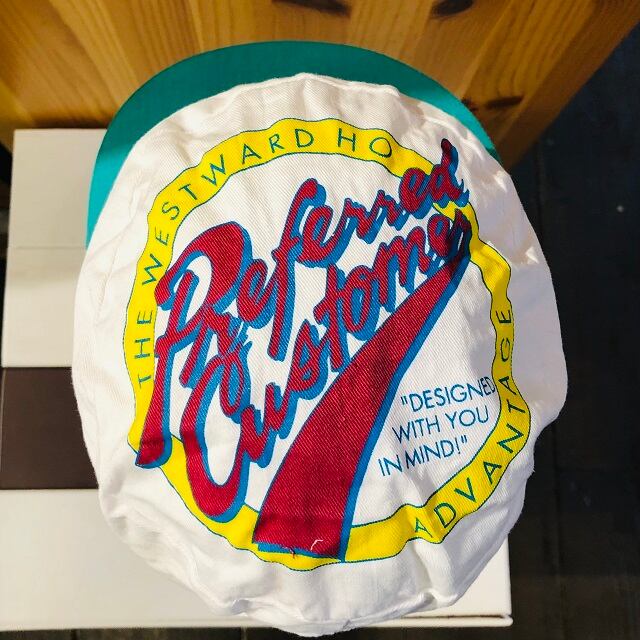 THE WESTWARD HO
Preferred
Customer
"DESIGNED
WITH YOU
IN MIND!"
ADVANTAGE